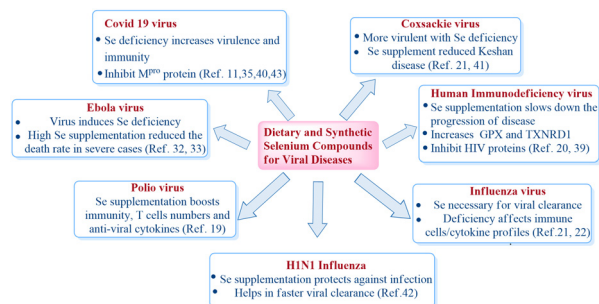 Covid 19 virus
• Se deficiency increases virulence and
immunity
• Inhibit Mpro protein (Ref. 11,35,40,43)
Coxsackie virus
• More virulent with Se deficiency
• Se supplement reduced Keshan
disease (Ref. 21, 41)
Ebola virus
• Virus induces Se deficiency
• High Se supplementation reduced the
death rate in severe cases (Ref. 32, 33)
Dietary and Synthetic
Selenium Compounds
for Viral Diseases
Human Immunodeficiency virus
• Se supplementation slows down the
progression of disease
• Increases GPX and TXNRD1
• Inhibit HIV proteins (Ref. 20, 39)
Polio virus
Se supplementation boosts
immunity, T cells numbers and
anti-viral cytokines (Ref. 19)
Influenza virus
• Se necessary for viral clearance
• Deficiency affects immune
cells/cytokine profiles (Ref.21, 22)
H1N1 Influenza
• Se supplementation protects against infection
• Helps in faster viral clearance (Ref.42)